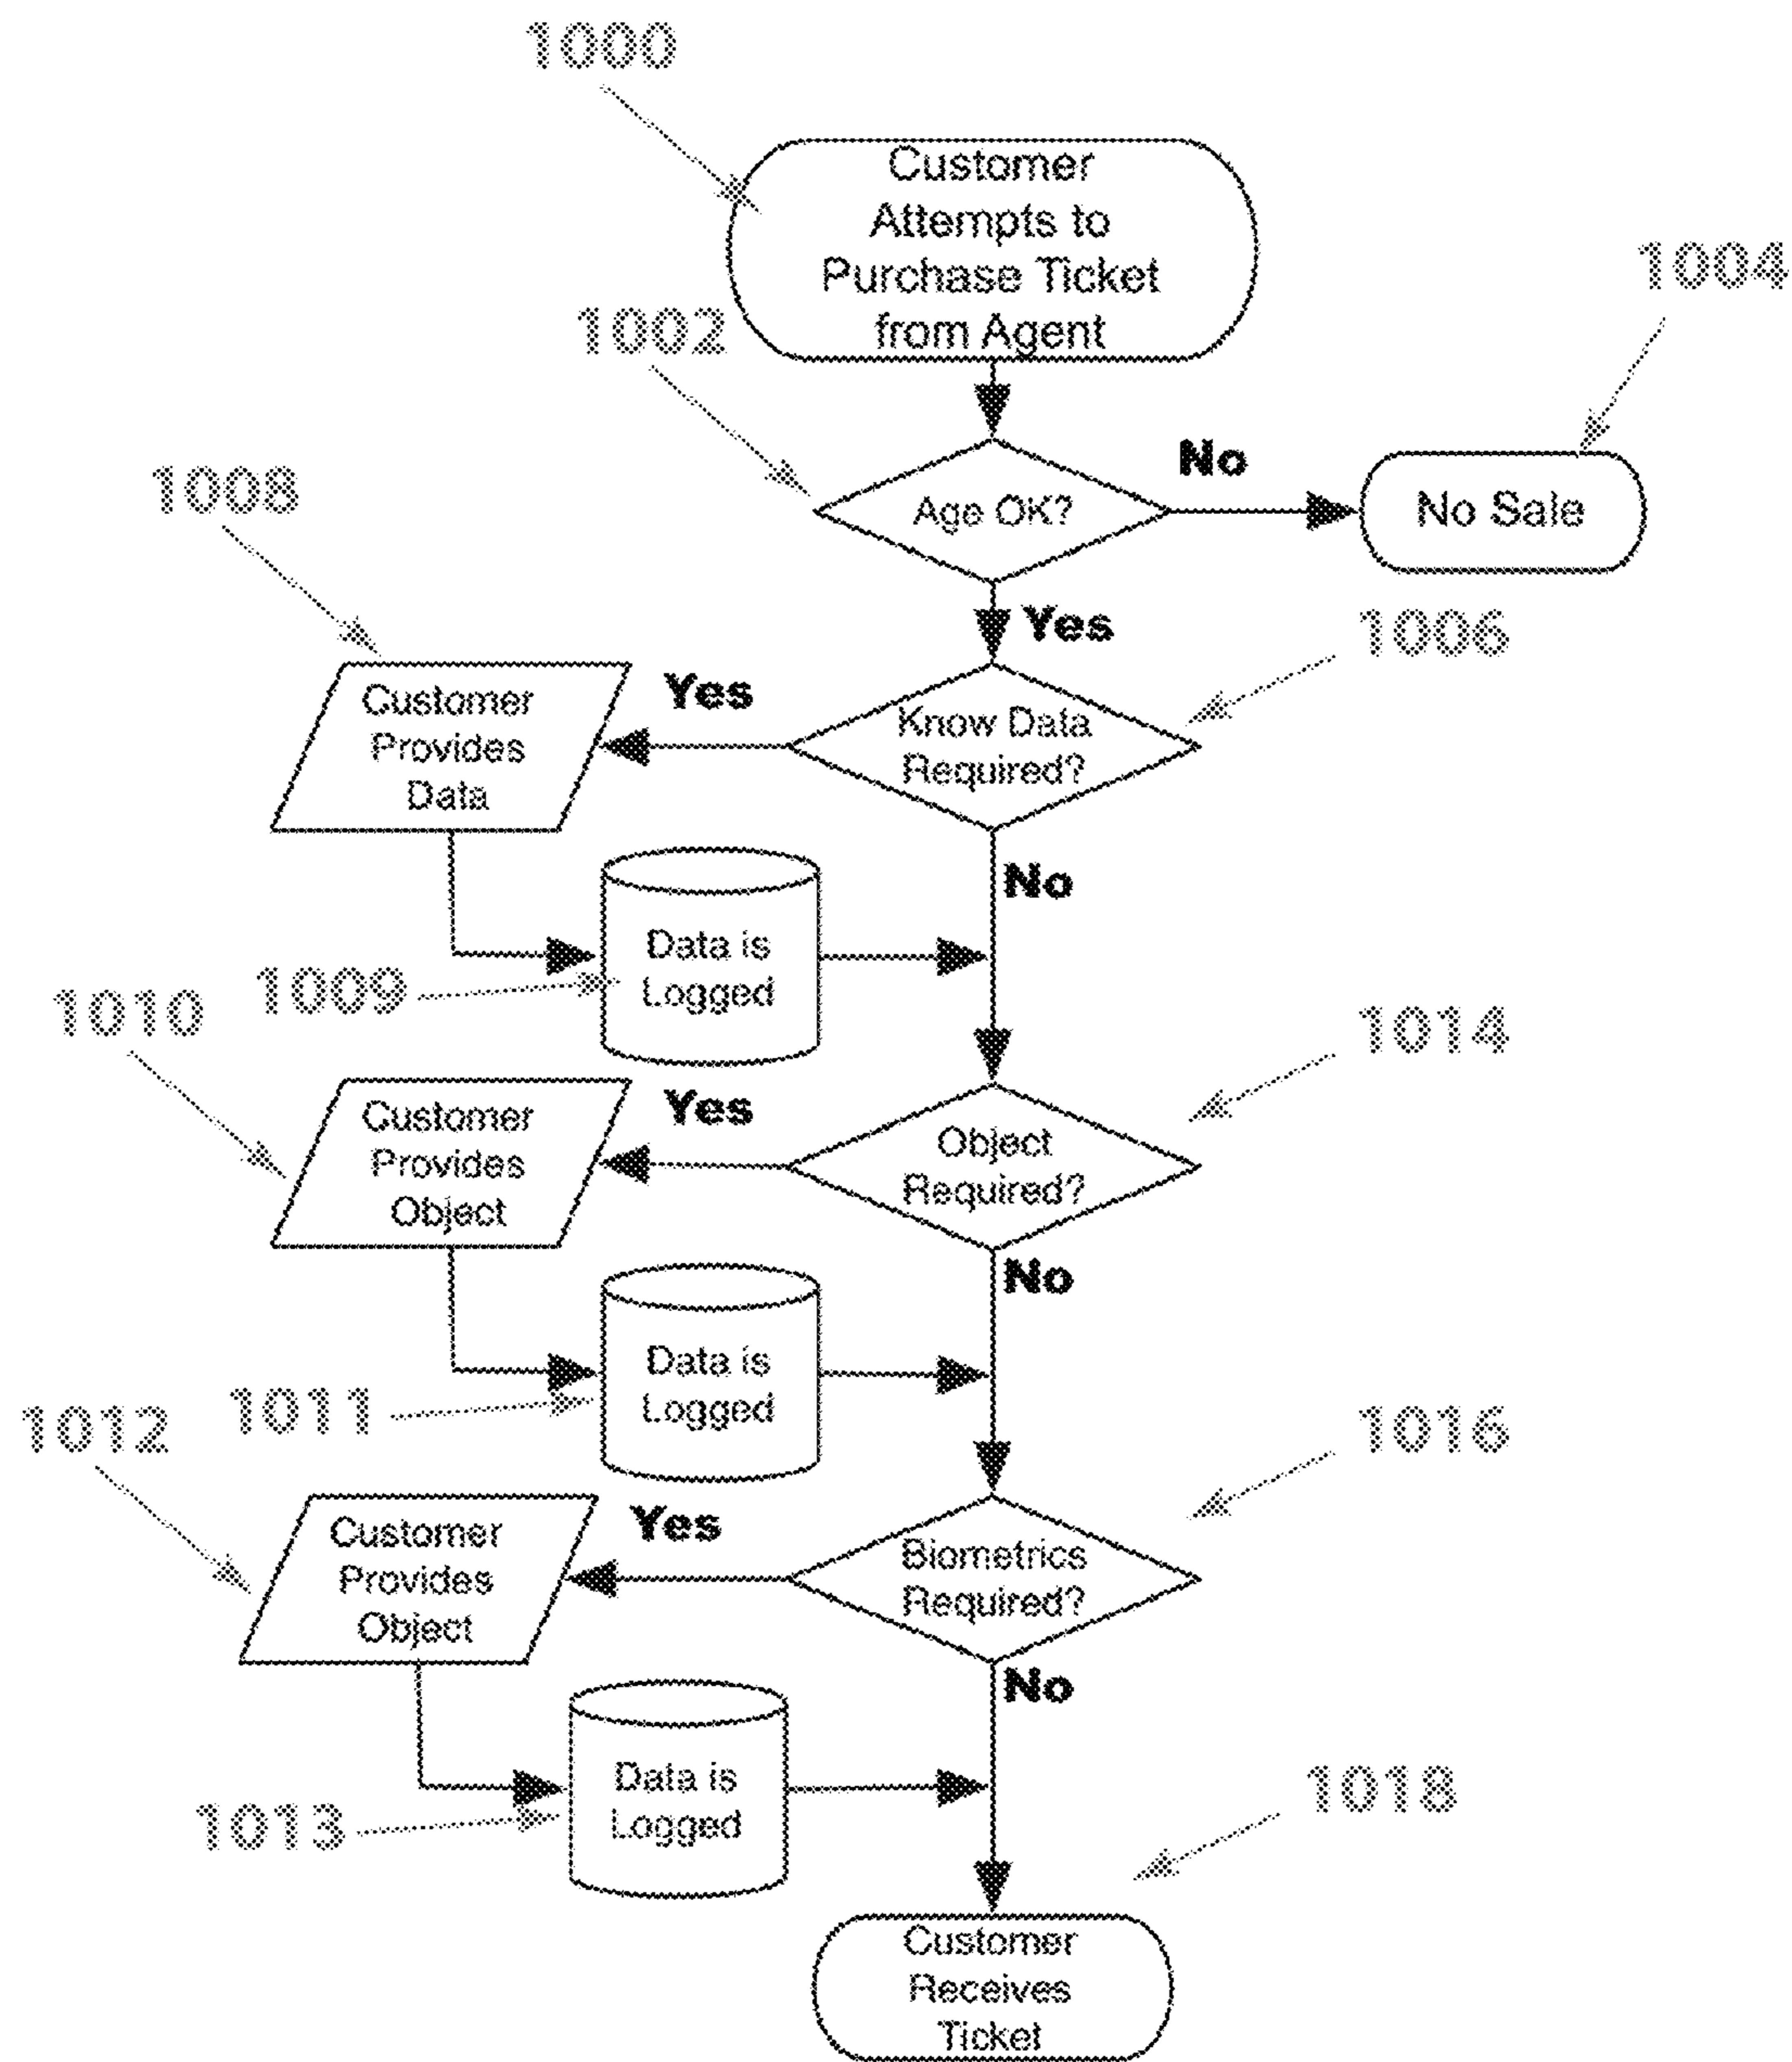 1000
Customer
Attempts to
Purchase Ticket
from Agent
1004
1002
Age OK?
No
No Sale
1008
Yes
1006
Customer
Provides
Data
Yes
Know Data
Required?
No
Data is
Logged
1009
1010
1014
Customer
Provides
Object
Yes
Object
Required?
No
Data is
Logged
1011
1012
1016
Customer
Provides
Object
Yes
Biometrics
Required?
No
Data is
Logged
1013
1018
Customer
Receives
Ticket